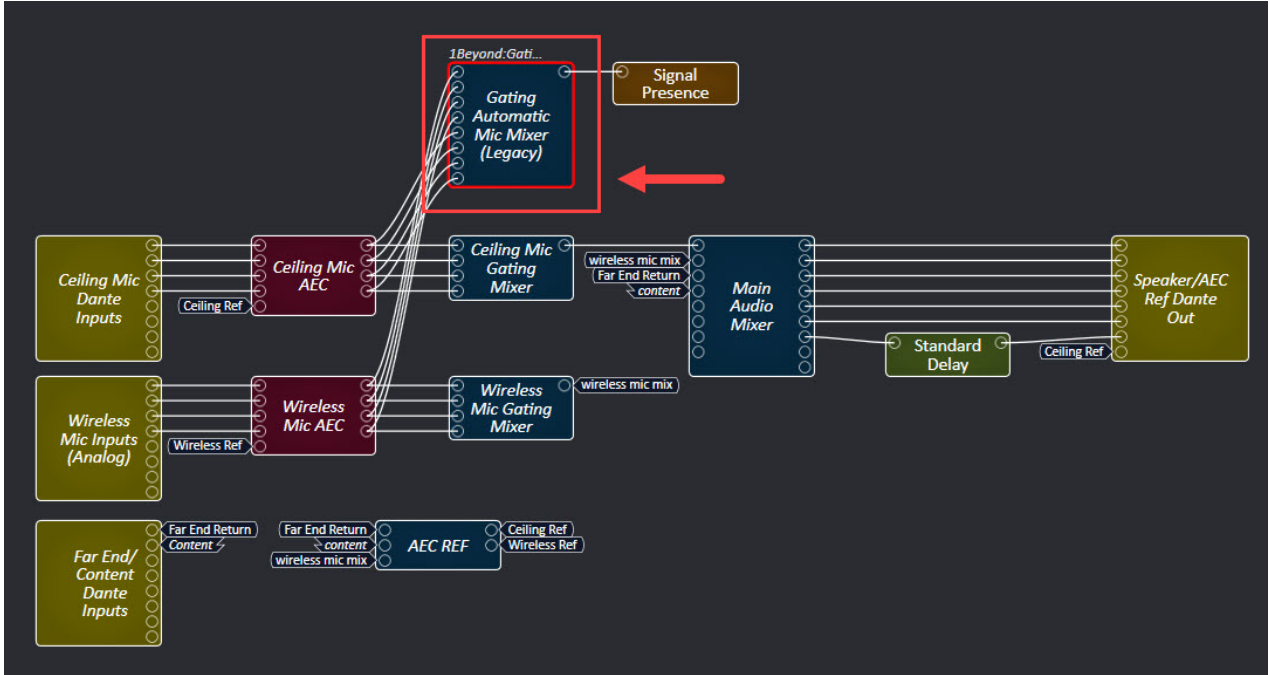 1Beyond:Gati...
Gating
Automatic
Mic Mixer
(Legacy)
Signal
Presence
Ceiling Mic
Dante
Inputs
Ceiling Ref
Ceiling Mic
AEC
Ceiling Mic
Gating
Mixer
wireless mic mix
Far End Return
content
Main
Audio
Mixer
Standard
Delay
Ceiling Ref
Speaker/AEC
Ref Dante
Out
Wireless
Mic Inputs
(Analog)
Wireless Ref
Wireless
Mic AEC
Wireless
Mic Gating
Mixer
wireless mic mix
Far End/
Content
Dante
Inputs
Far End Return
Content
Far End Return
content
wireless mic mix
AEC REF
Ceiling Ref
Wireless Ref